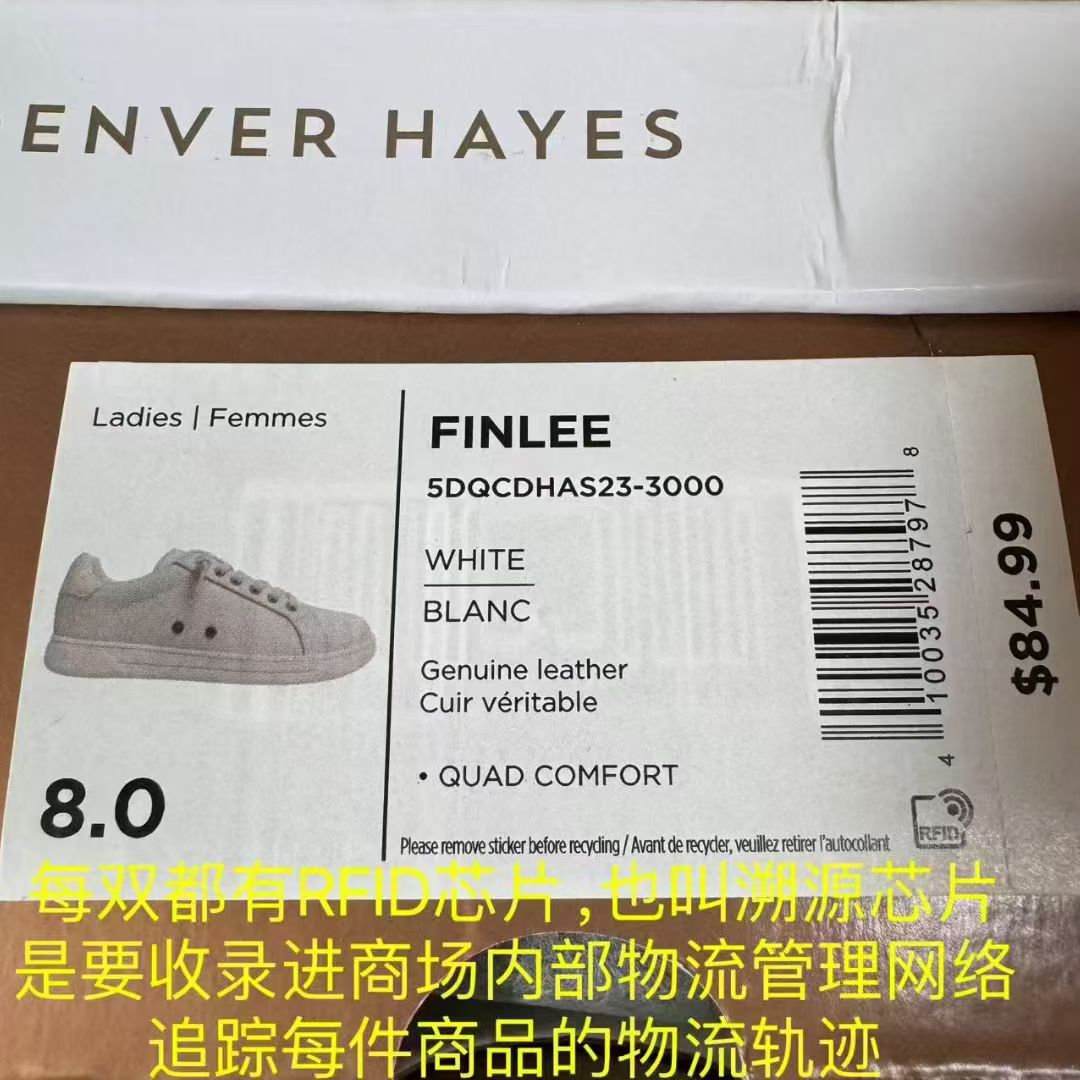 ENVER HAYES
Ladies | Femmes
FINLEE
5DQCDHAS23-3000
WHITE
BLANC
Genuine leather
Cuir véritable
• QUAD COMFORT
8.0
Please remove sticker before recycling / Avant de recycler, veuillez retirer l'autocollant
4 10035 28797 8
$84.99
RFID
每双都有RFID芯片,也叫溯源芯片
是要收录进商场内部物流管理网络
追踪每件商品的物流轨迹